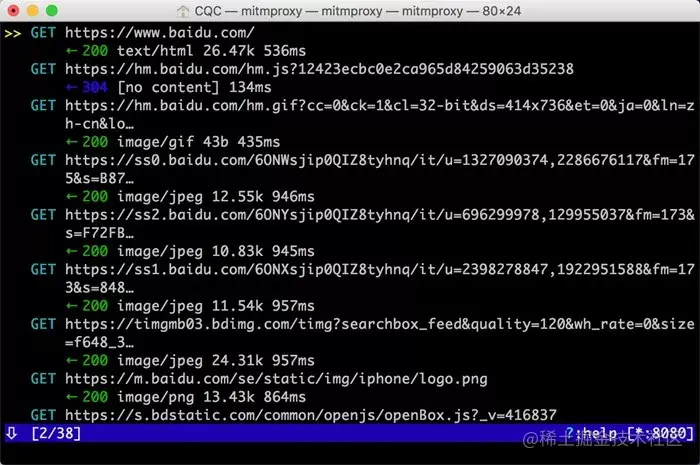 CQC — mitmproxy — mitmproxy — mitmproxy — 80×24
>> GET https://www.baidu.com/
← 200 text/html 26.47k 536ms
GET https://hm.baidu.com/hm.js?12423ecbc0e2ca965d84259063d35238
← 304 [no content] 134ms
GET https://hm.baidu.com/hm.gif?cc=0&ck=1&cl=32-bit&ds=414x736&et=0&ja=0&ln=z
h-cn&lo…
← 200 image/gif 43b 435ms
GET https://ss0.baidu.com/6ONWsjip0QIZ8tyhnq/it/u=1327090374,2286676117&fm=17
5&s=B87…
← 200 image/jpeg 12.55k 946ms
GET https://ss2.baidu.com/6ONYsjip0QIZ8tyhnq/it/u=696299978,129955037&fm=173&
s=F72FB…
← 200 image/jpeg 10.83k 945ms
GET https://ss1.baidu.com/6ONXsjip0QIZ8tyhnq/it/u=2398278847,1922951588&fm=17
3&s=848…
← 200 image/jpeg 11.54k 957ms
GET https://timgmb03.bdimg.com/timg?searchbox_feed&quality=120&wh_rate=0&size
=f648_3…
← 200 image/jpeg 24.31k 957ms
GET https://m.baidu.com/se/static/img/iphone/logo.png
← 200 image/png 13.43k 864ms
GET https://s.bdstatic.com/common/openjs/openBox.js?_v=416837
⇩ [2/38] ?:help [*:8080]
@稀土掘金技术社区